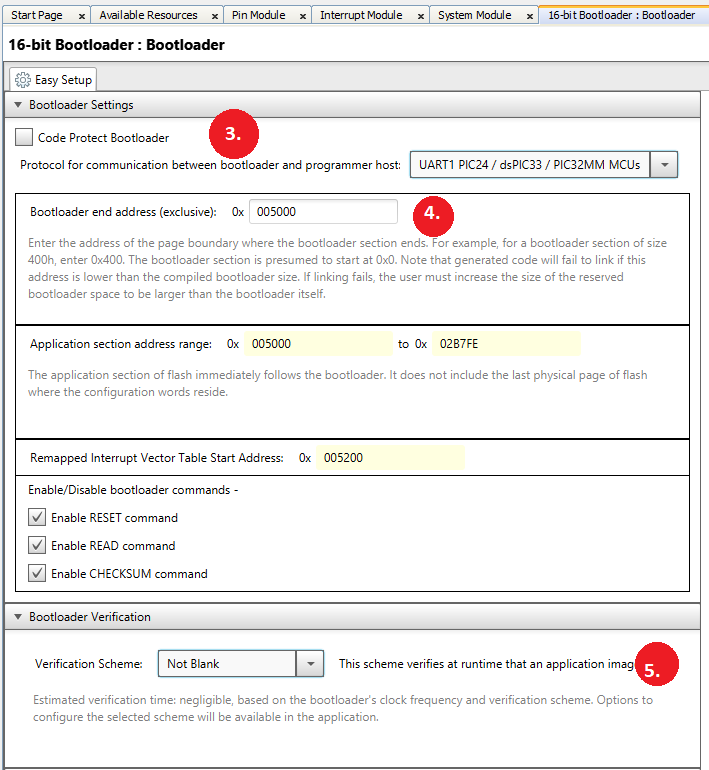 Start Page x Available Resources x Pin Module x Interrupt Module x System Module x 16-bit Bootloader : Bootloader
16-bit Bootloader : Bootloader
Easy Setup
Bootloader Settings
Code Protect Bootloader
3.
Protocol for communication between bootloader and programmer host: UART1 PIC24 / dsPIC33 / PIC32MM MCUs
Bootloader end address (exclusive): 0x 005000
4.
Enter the address of the page boundary where the bootloader section ends. For example, for a bootloader section of size
400h, enter 0x400. The bootloader section is presumed to start at 0x0. Note that generated code will fail to link if this
address is lower than the compiled bootloader size. If linking fails, the user must increase the size of the reserved
bootloader space to be larger than the bootloader itself.
Application section address range: 0x 005000 to 0x 02B7FE
The application section of flash immediately follows the bootloader. It does not include the last physical page of flash
where the configuration words reside.
Remapped Interrupt Vector Table Start Address: 0x 005200
Enable/Disable bootloader commands -
Enable RESET command
Enable READ command
Enable CHECKSUM command
Bootloader Verification
Verification Scheme: Not Blank This scheme verifies at runtime that an application imag
5.
Estimated verification time: negligible, based on the bootloader's clock frequency and verification scheme. Options to
configure the selected scheme will be available in the application.